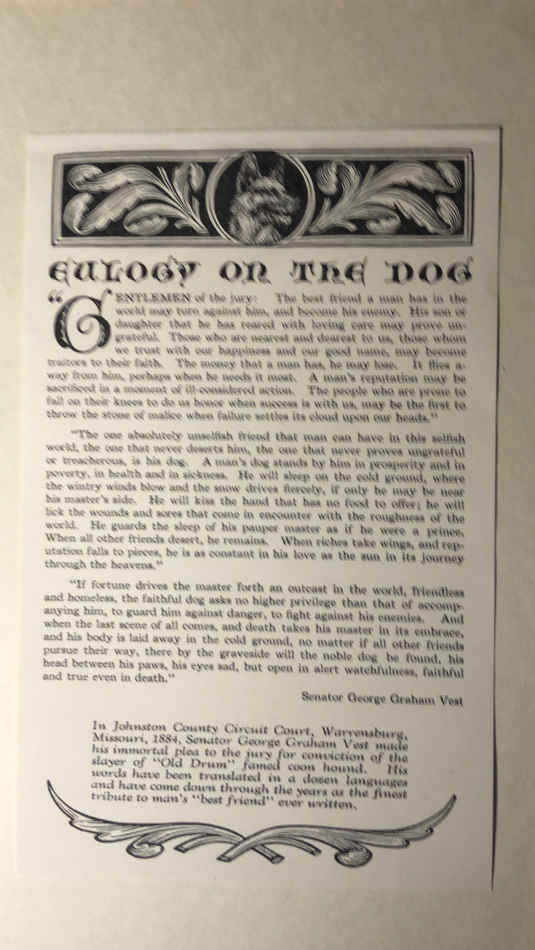 EULOGY ON THE DOG
"GENTLEMEN of the jury: The best friend a man has in the
world may turn against him, and become his enemy. His son or
daughter that he has reared with loving care may prove un-
grateful. Those who are nearest and dearest to us, those whom
we trust with our happiness and our good name, may become
traitors to their faith. The money that a man has, he may lose. It flies a-
way from him, perhaps when he needs it most. A man's reputation may be
sacrificed in a moment of ill-considered action. The people who are prone to
fall on their knees to do us honor when success is with us, may be the first to
throw the stone of malice when failure settles its cloud upon our heads."
"The one absolutely unselfish friend that man can have in this selfish
world, the one that never deserts him, the one that never proves ungrateful
or treacherous, is his dog. A man's dog stands by him in prosperity and in
poverty, in health and in sickness. He will sleep on the cold ground, where
the wintry winds blow and the snow drives fiercely, if only he may be near
his master's side. He will kiss the hand that has no food to offer; he will
lick the wounds and sores that come in encounter with the roughness of the
world. He guards the sleep of his pauper master as if he were a prince.
When all other friends desert, he remains. When riches take wings, and rep-
utation falls to pieces, he is as constant in his love as the sun in its journey
through the heavens."
"If fortune drives the master forth an outcast in the world, friendless
and homeless, the faithful dog asks no higher privilege than that of accomp-
anying him, to guard him against danger, to fight against his enemies. And
when the last scene of all comes, and death takes his master in its embrace,
and his body is laid away in the cold ground, no matter if all other friends
pursue their way, there by the graveside will the noble dog be found, his
head between his paws, his eyes sad, but open in alert watchfulness, faithful
and true even in death."
Senator George Graham Vest
In Johnston County Circuit Court, Warrensburg,
Missouri, 1884, Senator George Graham Vest made
his immortal plea to the jury for conviction of the
slayer of "Old Drum" famed coon hound. His
words have been translated in a dozen languages
and have come down through the years as the finest
tribute to man's "best friend" ever written.